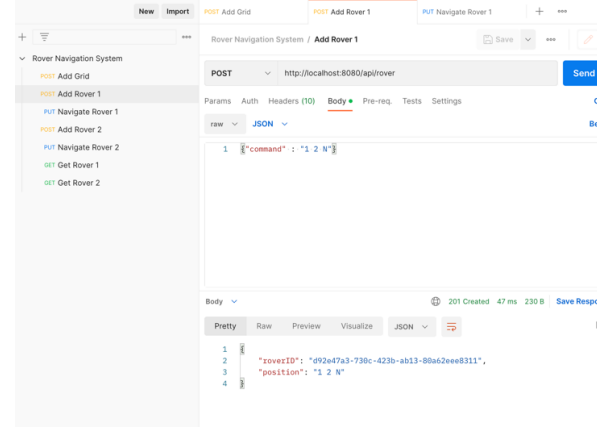 New Import
POST Add Grid
POST Add Rover 1
PUT Navigate Rover 1
Rover Navigation System / Add Rover 1
Save
Rover Navigation System
POST Add Grid
POST Add Rover 1
PUT Navigate Rover 1
POST Add Rover 2
PUT Navigate Rover 2
GET Get Rover 1
GET Get Rover 2
POST http://localhost:8080/api/rover Send
Params Auth Headers (10) Body Pre-req. Tests Settings
raw JSON Be
1 {"command" : "1 2 N"}
Body 201 Created 47 ms 230 B Save Respo
Pretty Raw Preview Visualize JSON
1 {
2 "roverID": "d92e47a3-730c-423b-ab13-80a62eee8311",
3 "position": "1 2 N"
4 }